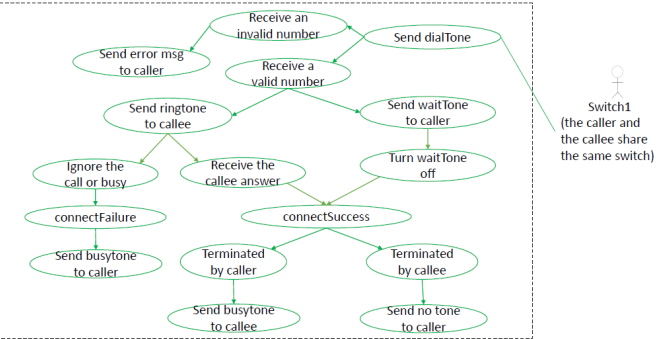 Receive an
invalid number
Send dialTone
Send error msg
to caller
Receive a
valid number
Send ringtone
to callee
Send waitTone
to caller
Switch1
(the caller and
the callee share
the same switch)
Ignore the
call or busy
Receive the
callee answer
Turn waitTone
off
connectFailure
connectSuccess
Send busytone
to caller
Terminated
by caller
Terminated
by callee
Send busytone
to callee
Send no tone
to caller